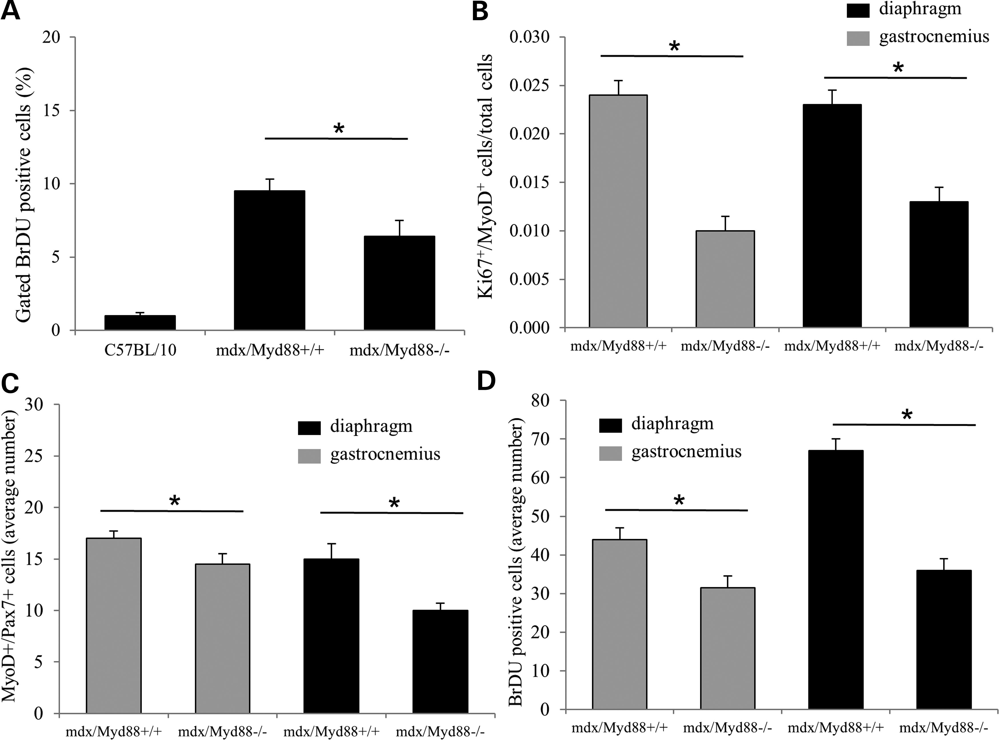 A
Gated BrDU positive cells (%)
20
15
10
5
0
*
C57BL/10 mdx/Myd88+/+ mdx/Myd88-/-
B
diaphragm
gastrocnemius
Ki67+/MyoD+ cells/total cells
0.030
0.025
0.020
0.015
0.010
0.005
0.000
*
*
mdx/Myd88+/+ mdx/Myd88-/- mdx/Myd88+/+ mdx/Myd88-/-
C
MyoD+/Pax7+ cells (average number)
30
25
20
15
10
5
0
diaphragm
gastrocnemius
*
*
mdx/Myd88+/+ mdx/Myd88-/- mdx/Myd88+/+ mdx/Myd88-/-
D
BrDU positive cells (average number)
80
70
60
50
40
30
20
10
0
diaphragm
gastrocnemius
*
*
mdx/Myd88+/+ mdx/Myd88-/- mdx/Myd88+/+ mdx/Myd88-/-